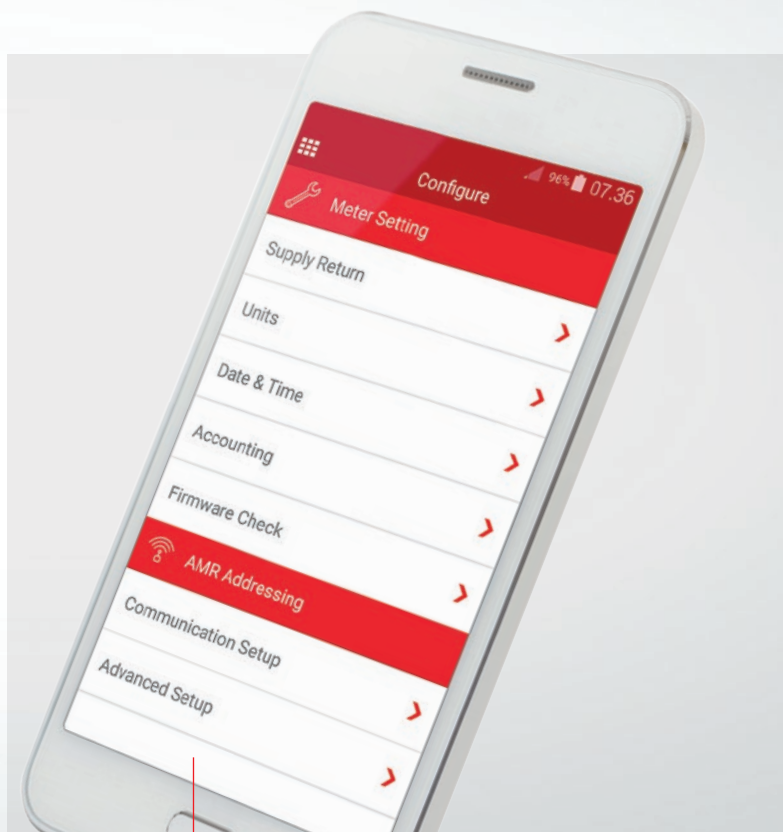 96% 07.36
Configure
Meter Setting
Supply Return
Units
Date & Time
Accounting
Firmware Check
AMR Addressing
Communication Setup
Advanced Setup